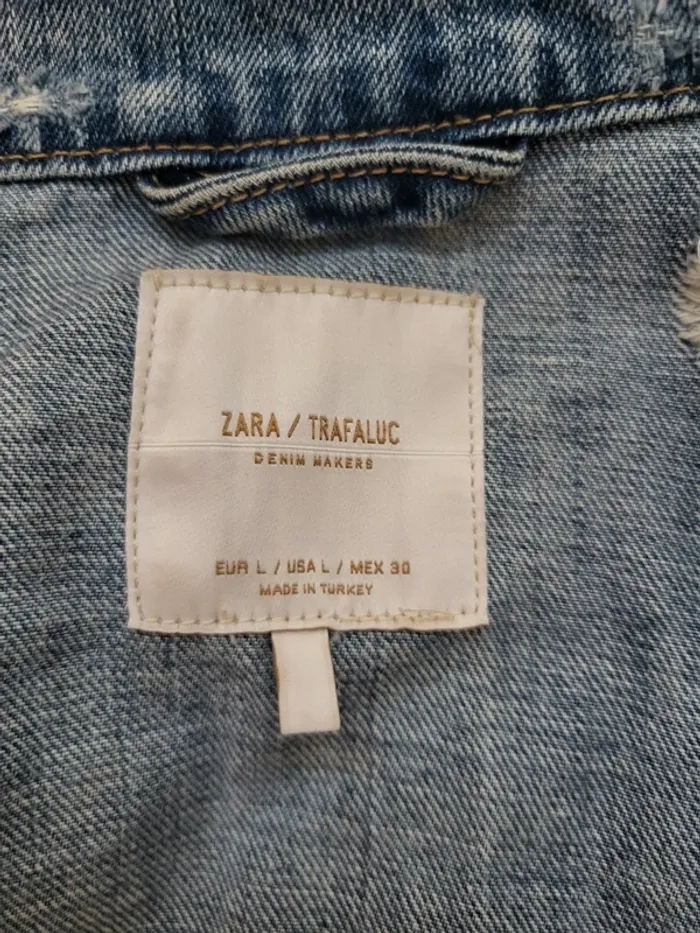 ZARA / TRAFALUC
DENIM MAKERS
EUR L / USA L / MEX 30
MADE IN TURKEY